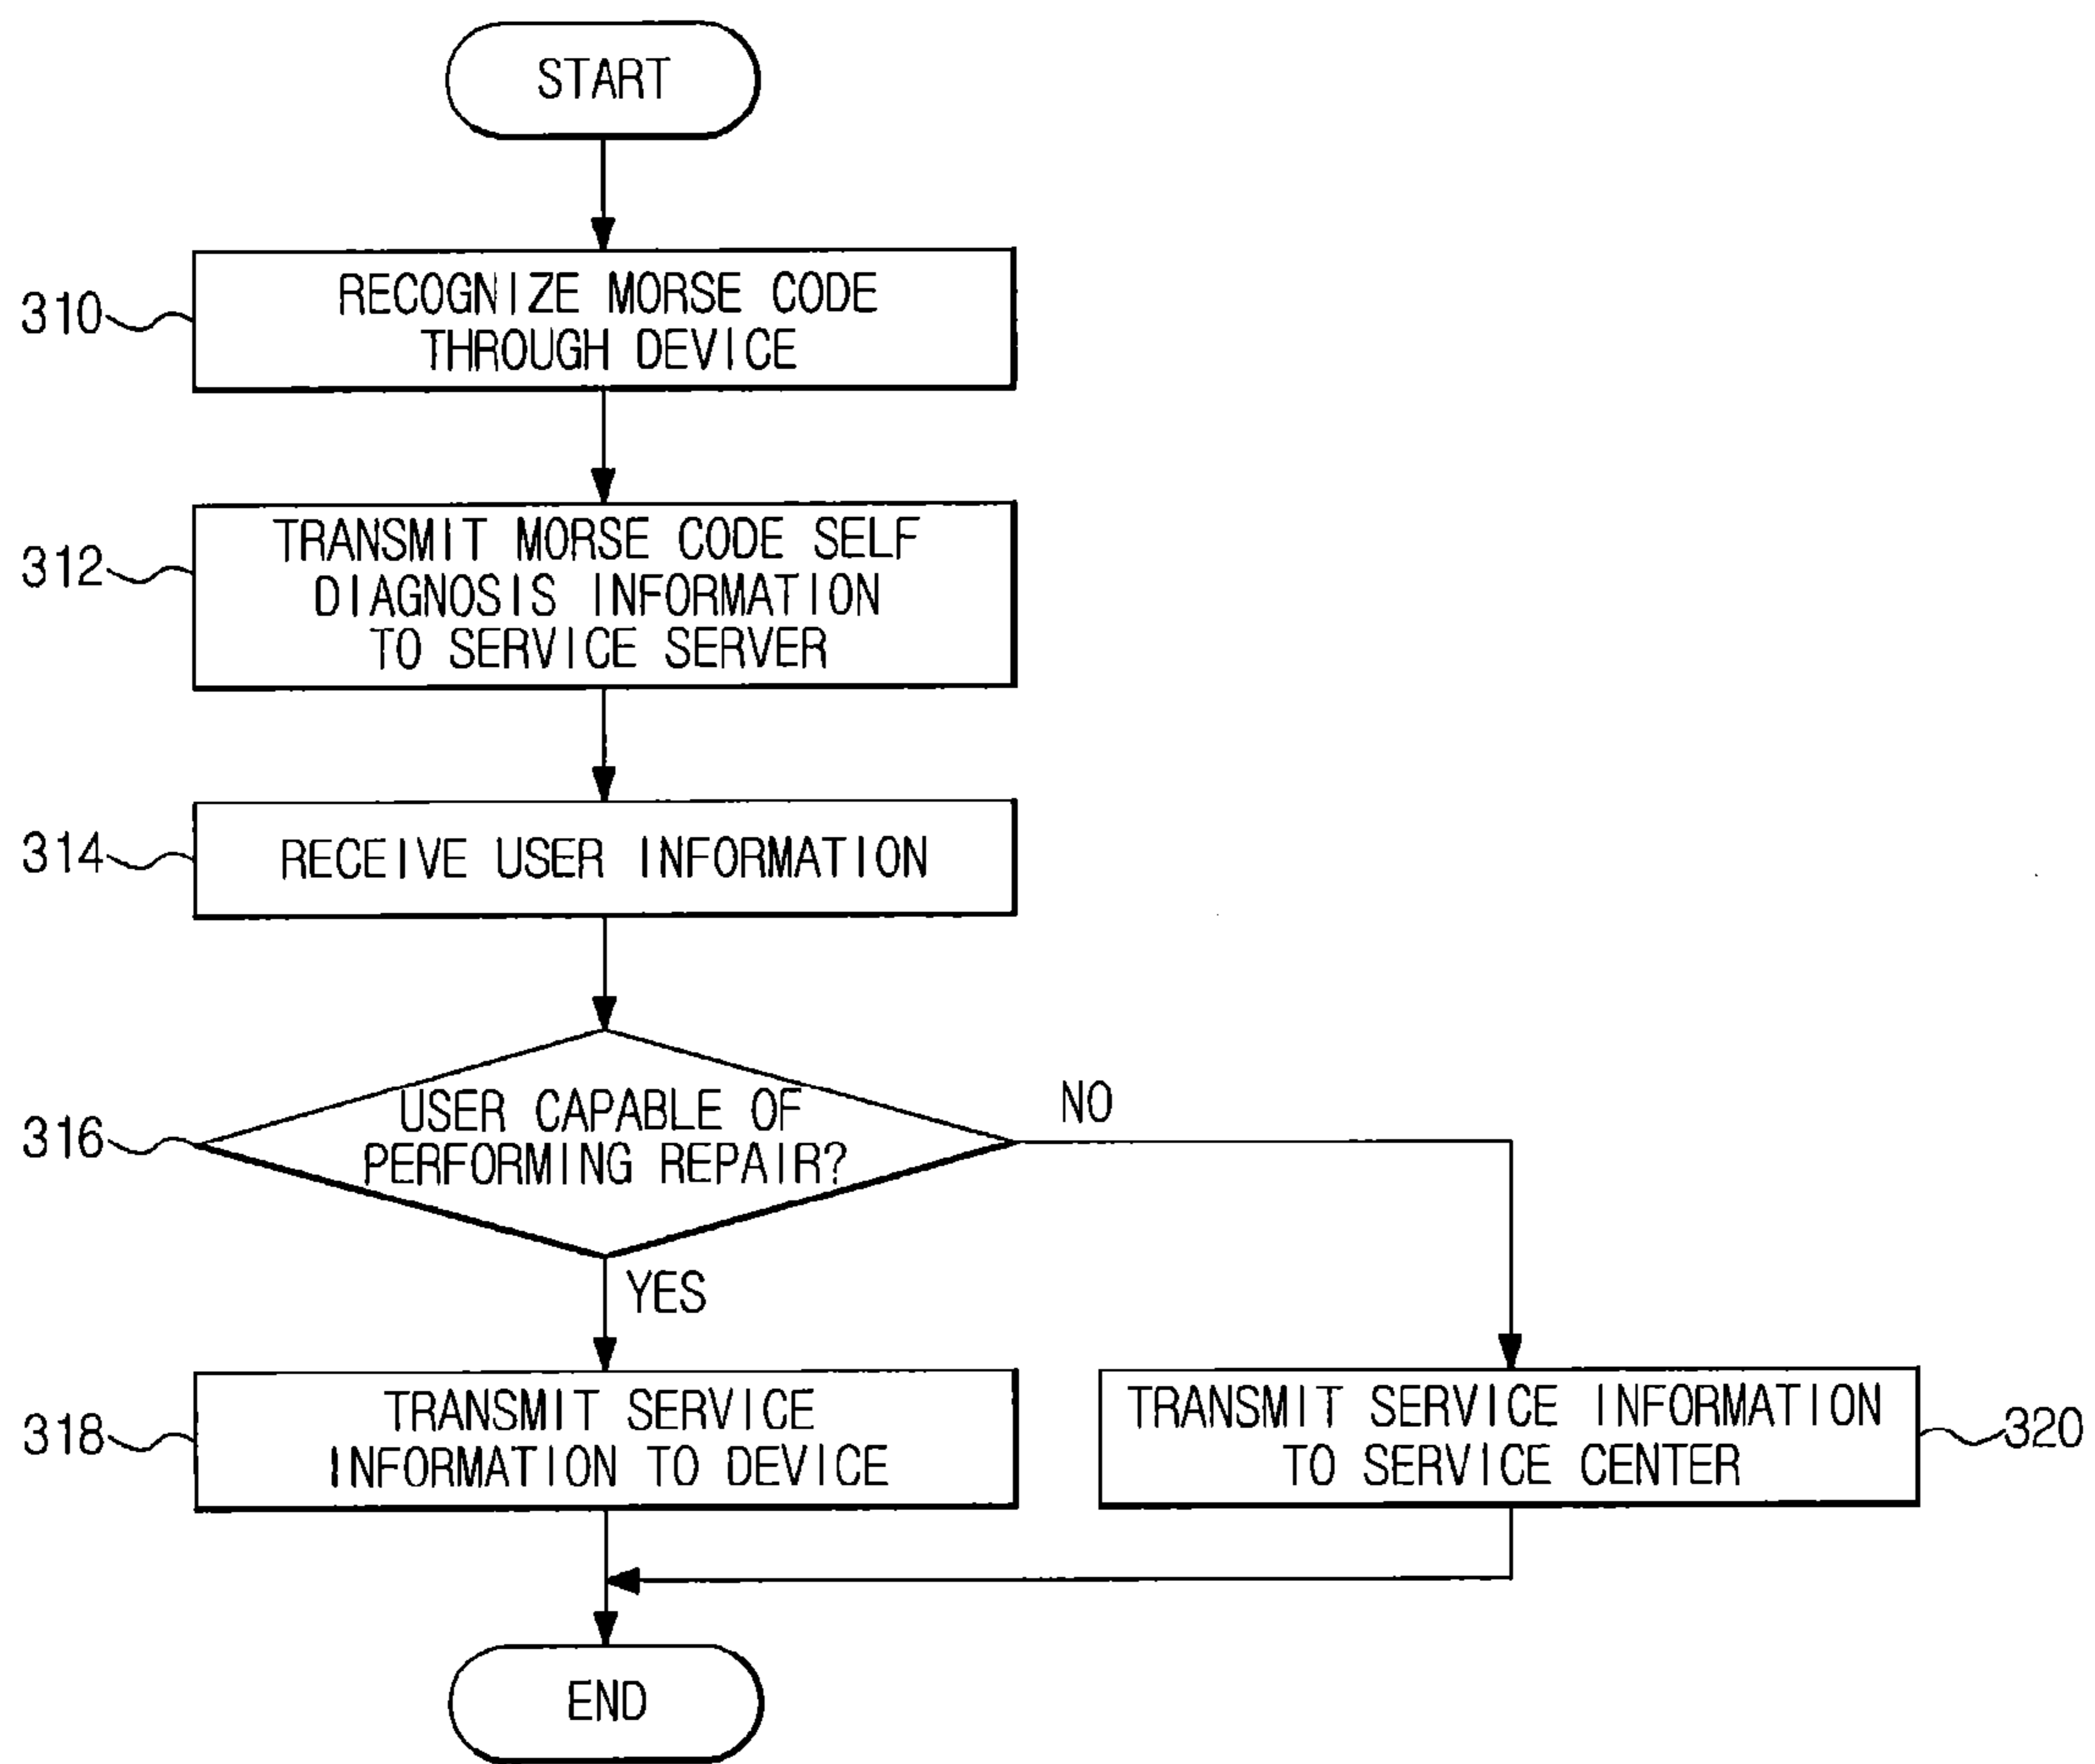 START
310
RECOGNIZE MORSE CODE
THROUGH DEVICE
312
TRANSMIT MORSE CODE SELF
DIAGNOSIS INFORMATION
TO SERVICE SERVER
314
RECEIVE USER INFORMATION
316
USER CAPABLE OF
PERFORMING REPAIR?
NO
YES
318
TRANSMIT SERVICE
INFORMATION TO DEVICE
TRANSMIT SERVICE INFORMATION
TO SERVICE CENTER
320
END